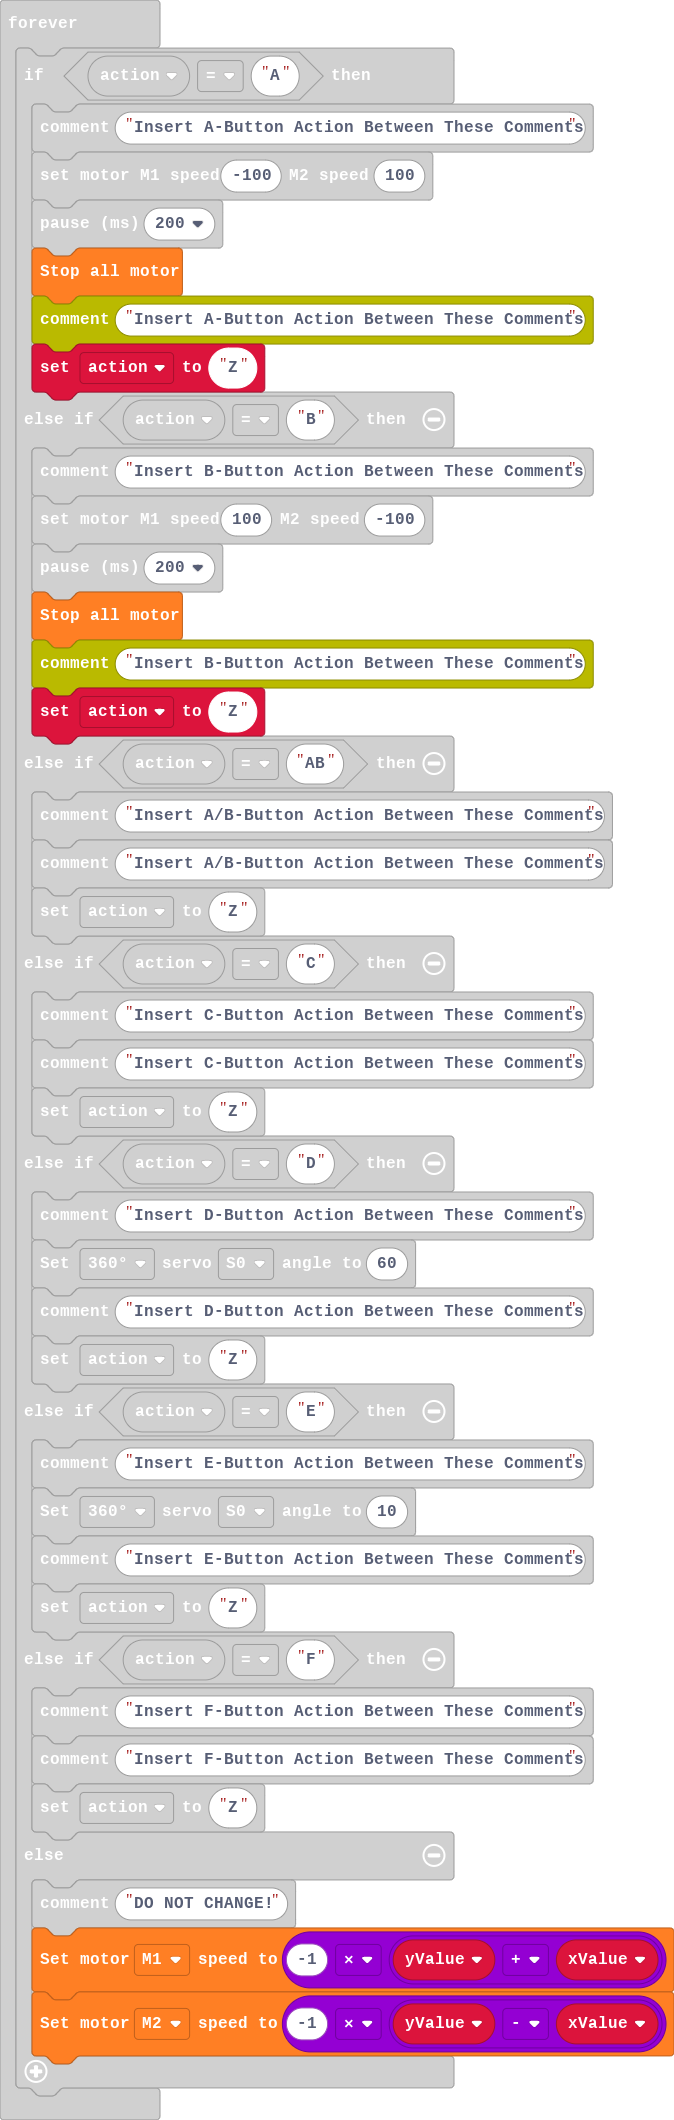 forever
if action = "A" then
comment "Insert A-Button Action Between These Comments"
set motor M1 speed -100 M2 speed 100
pause (ms) 200
Stop all motor
comment "Insert A-Button Action Between These Comments"
set action to "Z"
else if action = "B" then
comment "Insert B-Button Action Between These Comments"
set motor M1 speed 100 M2 speed -100
pause (ms) 200
Stop all motor
comment "Insert B-Button Action Between These Comments"
set action to "Z"
else if action = "AB" then
comment "Insert A/B-Button Action Between These Comments"
comment "Insert A/B-Button Action Between These Comments"
set action to "Z"
else if action = "C" then
comment "Insert C-Button Action Between These Comments"
comment "Insert C-Button Action Between These Comments"
set action to "Z"
else if action = "D" then
comment "Insert D-Button Action Between These Comments"
Set 360° servo S0 angle to 60
comment "Insert D-Button Action Between These Comments"
set action to "Z"
else if action = "E" then
comment "Insert E-Button Action Between These Comments"
Set 360° servo S0 angle to 10
comment "Insert E-Button Action Between These Comments"
set action to "Z"
else if action = "F" then
comment "Insert F-Button Action Between These Comments"
comment "Insert F-Button Action Between These Comments"
set action to "Z"
else
comment "DO NOT CHANGE!"
Set motor M1 speed to -1 × yValue + xValue
Set motor M2 speed to -1 × yValue - xValue